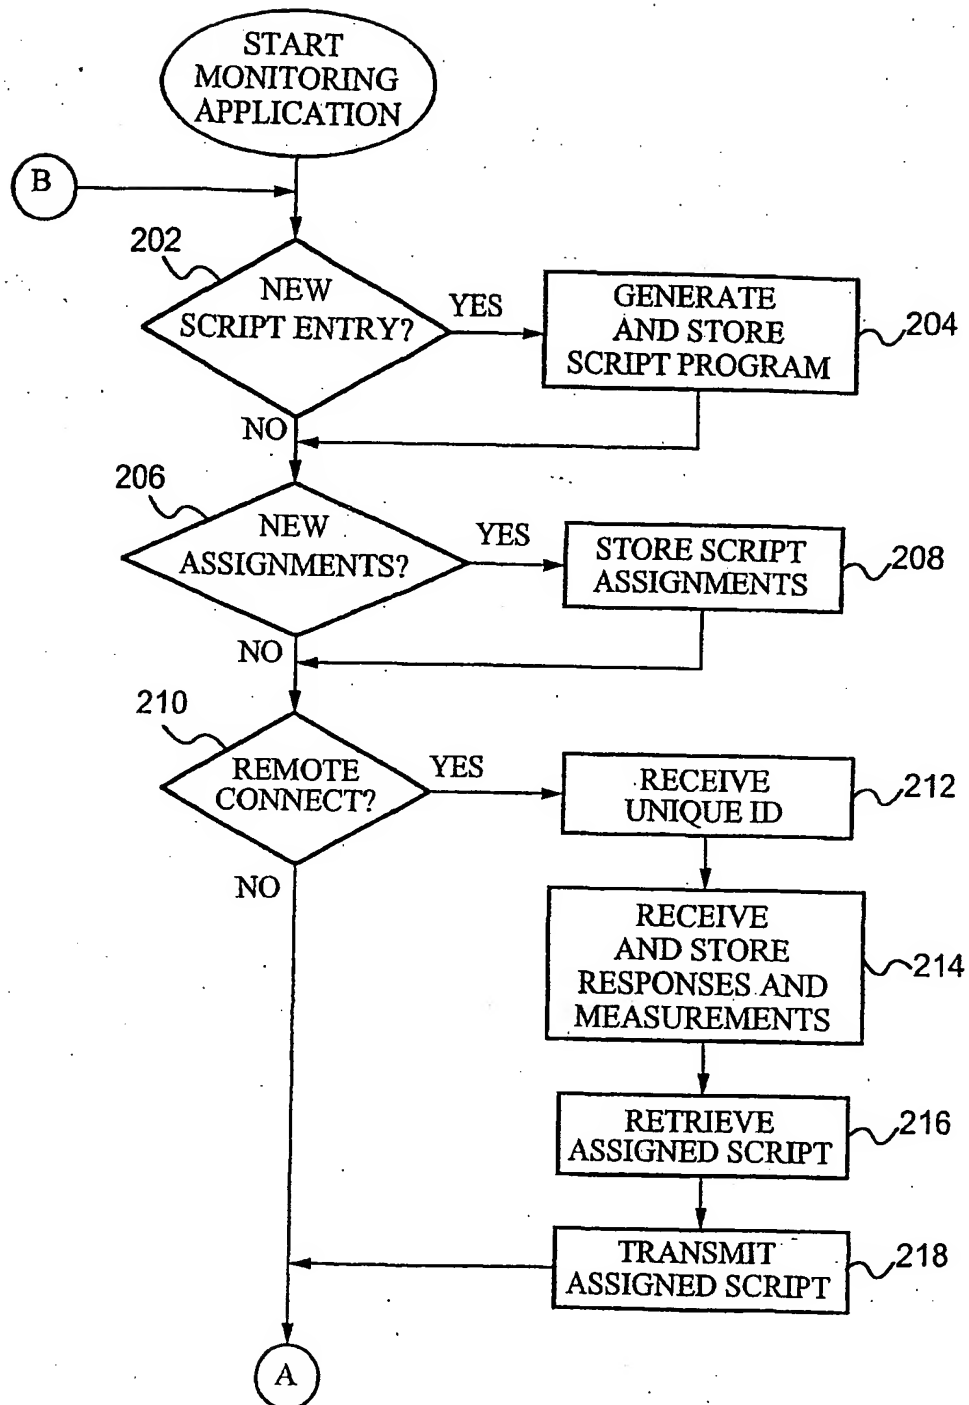 START
MONITORING
APPLICATION
B
202
NEW
SCRIPT ENTRY?
YES
GENERATE
AND STORE
SCRIPT PROGRAM
204
NO
206
NEW
ASSIGNMENTS?
YES
STORE SCRIPT
ASSIGNMENTS
208
NO
210
REMOTE
CONNECT?
YES
RECEIVE
UNIQUE ID
212
NO
RECEIVE
AND STORE
RESPONSES AND
MEASUREMENTS
214
RETRIEVE
ASSIGNED SCRIPT
216
TRANSMIT
ASSIGNED SCRIPT
218
A